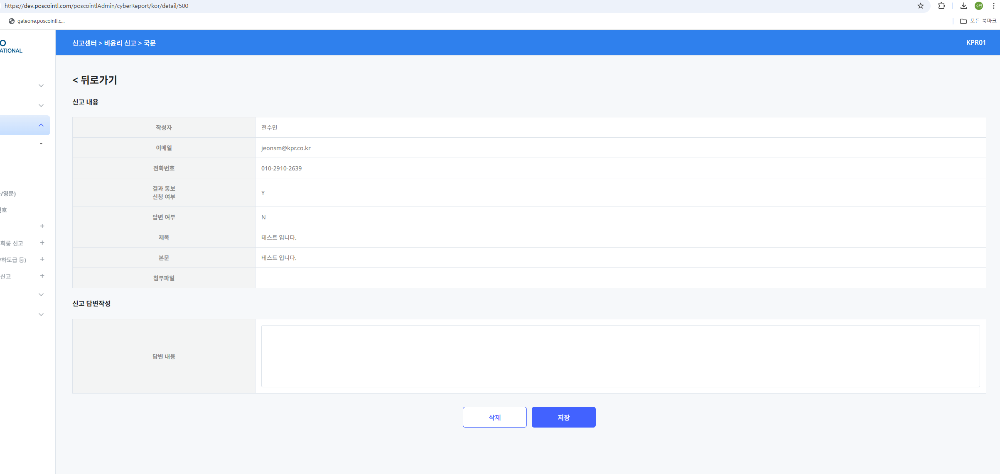 https://dev.poscointl.com/poscointlAdmin/cyberReport/kor/detail/500
수민
gateone.poscointl.c...
모든 북마크
O
ATIONAL
신고센터 > 비윤리 신고 > 국문
KPR01
< 뒤로가기
신고 내용
작성자
전수민
이메일
jeonsm@kpr.co.kr
전화번호
010-2910-2639
결과 통보
신청 여부
Y
답변 여부
N
제목
테스트 입니다.
본문
테스트 입니다.
첨부파일
-
/영문)
호
+
희롱 신고 +
/하도급 등) +
신고 +
신고 답변작성
답변 내용
삭제
저장